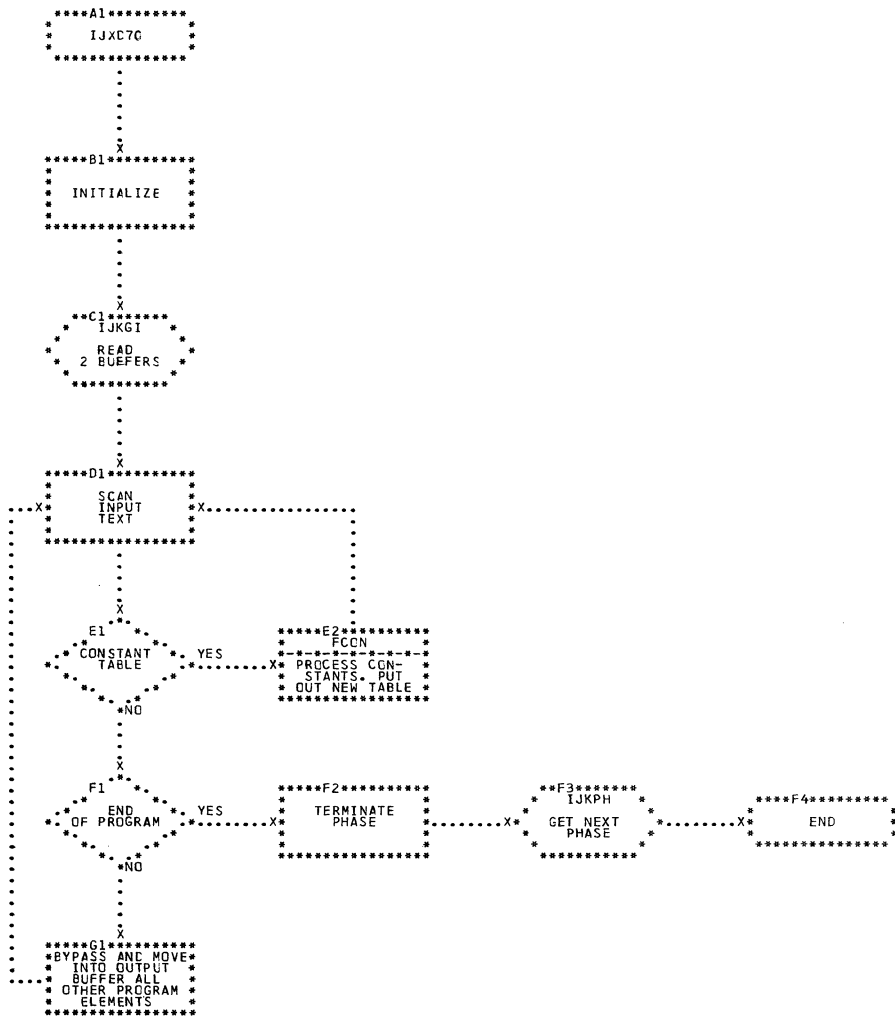 A1
IJXC70
B1
INITIALIZE
C1
IJKGI
READ
2 BUFFERS
D1
SCAN
INPUT
TEXT
E1
CONSTANT
TABLE
YES
NO
E2
FCON
PROCESS CON-
STANTS. PUT
OUT NEW TABLE
F1
END
OF PROGRAM
YES
NO
F2
TERMINATE
PHASE
F3
IJKPH
GET NEXT
PHASE
F4
END
G1
BYPASS AND MOVE
INTO OUTPUT
BUFFER ALL
OTHER PROGRAM
ELEMENTS